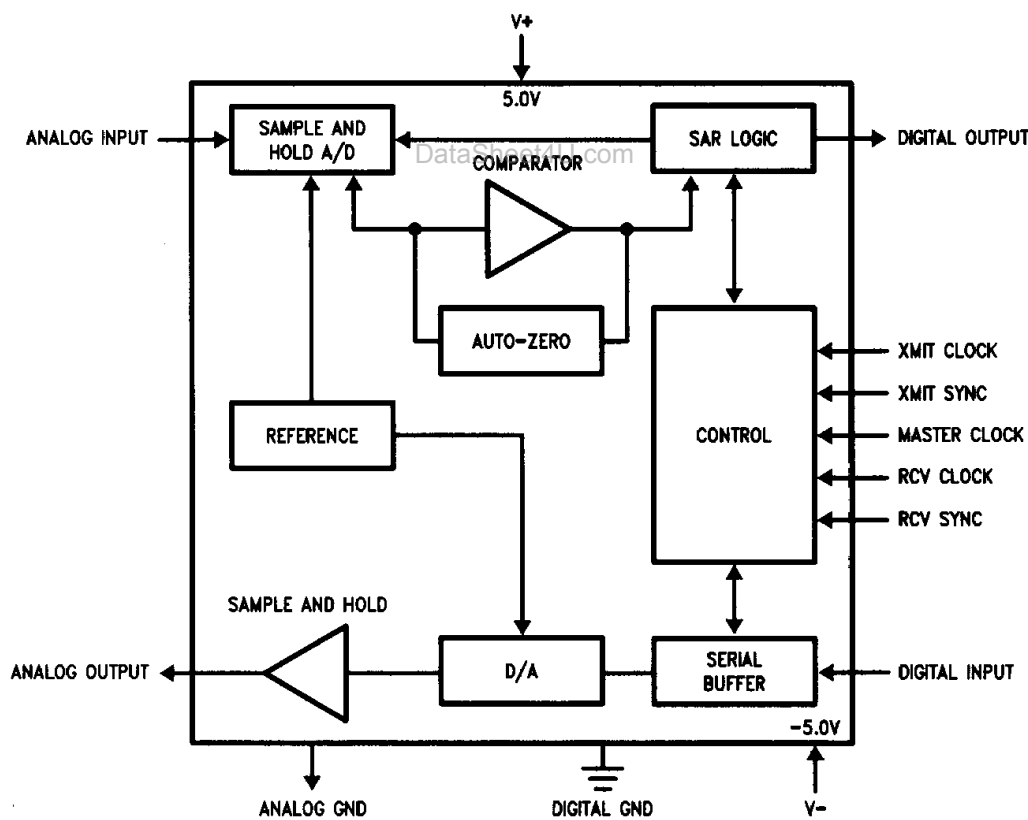 V+
5.0V
ANALOG INPUT
SAMPLE AND
HOLD A/D
SAR LOGIC
DIGITAL OUTPUT
DataSheet4U.com
COMPARATOR
AUTO-ZERO
XMIT CLOCK
XMIT SYNC
REFERENCE
CONTROL
MASTER CLOCK
RCV CLOCK
RCV SYNC
SAMPLE AND HOLD
ANALOG OUTPUT
D/A
SERIAL
BUFFER
DIGITAL INPUT
-5.0V
ANALOG GND
DIGITAL GND
V-